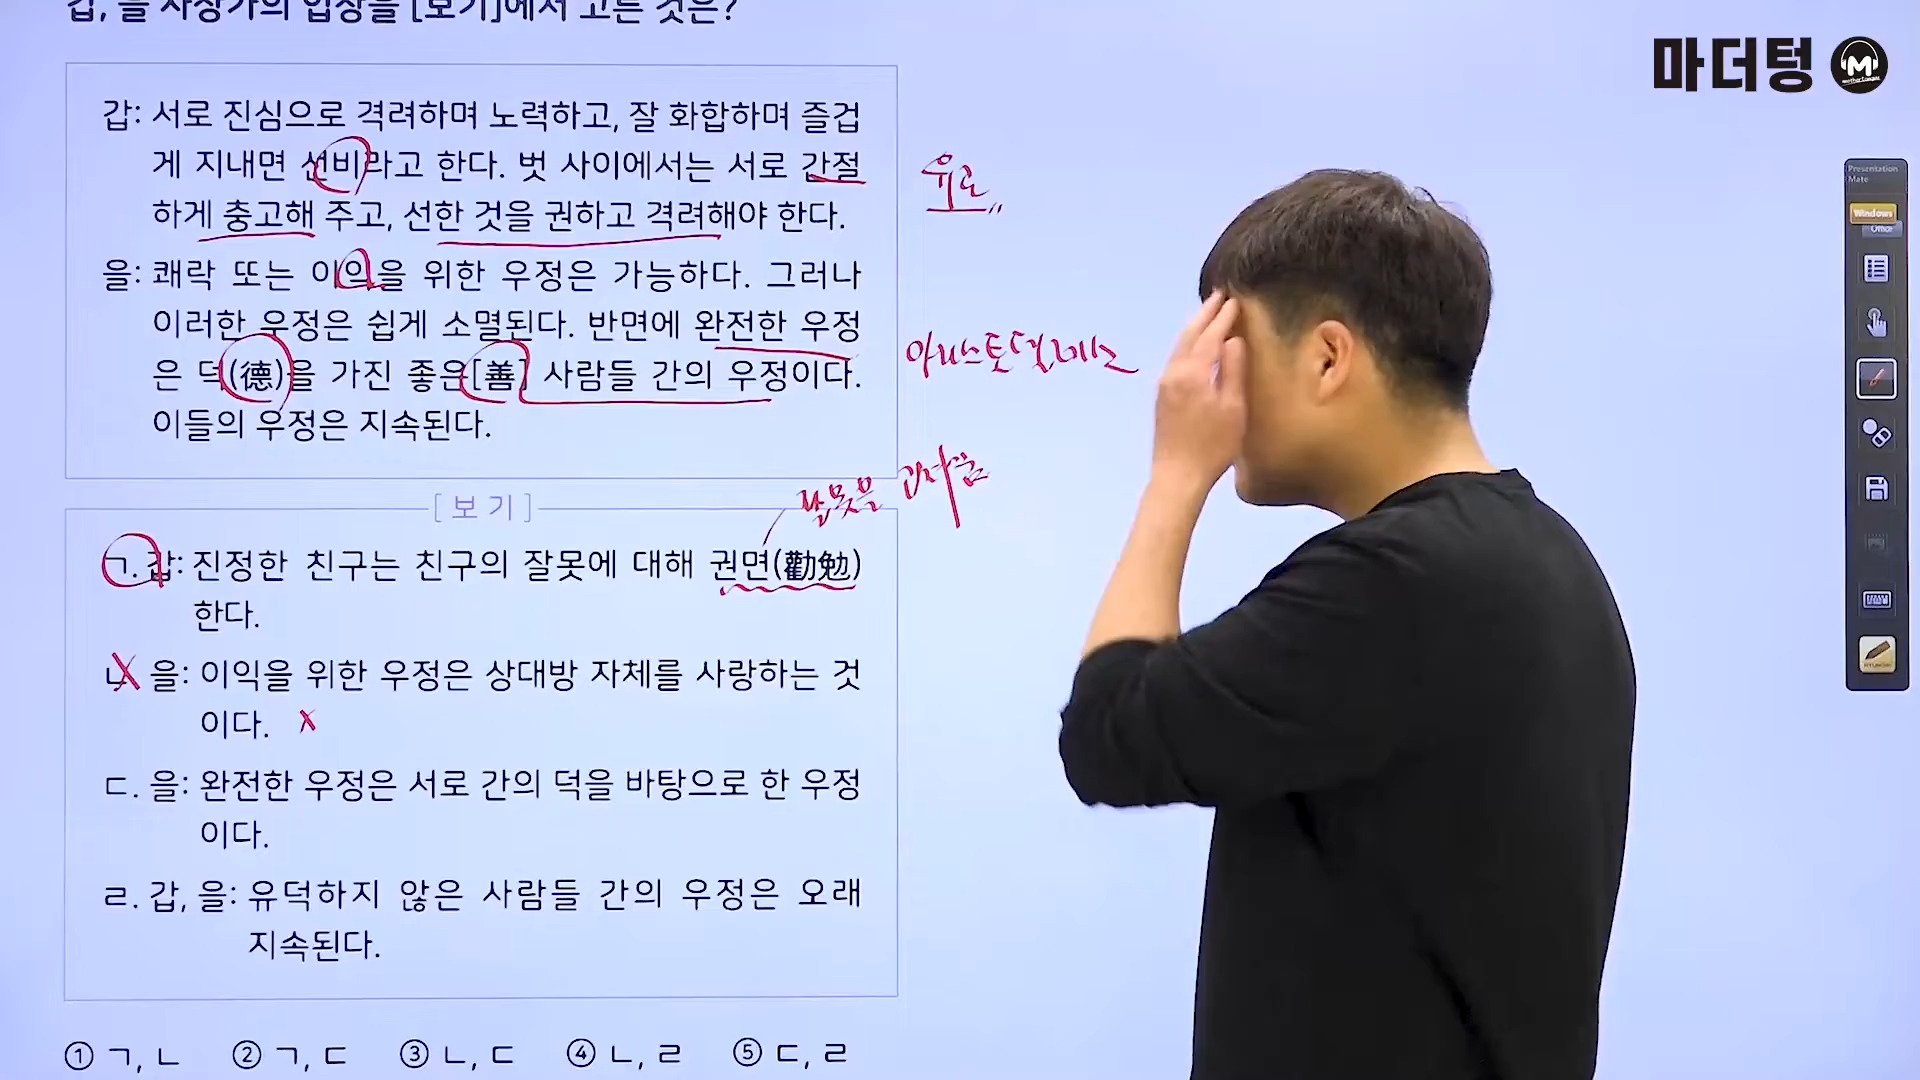 갑, 을 사상가의 입장을 [보기]에서 고른 것은?
마더텅
갑: 서로 진심으로 격려하며 노력하고, 잘 화합하며 즐겁
게 지내면 선비라고 한다. 벗 사이에서는 서로 간절
하게 충고해 주고, 선한 것을 권하고 격려해야 한다.
유교
을: 쾌락 또는 이익을 위한 우정은 가능하다. 그러나
이러한 우정은 쉽게 소멸된다. 반면에 완전한 우정
은 덕(德)을 가진 좋은[善] 사람들 간의 우정이다.
이들의 우정은 지속된다.
아리스토텔레스
[보기]
잘못을 고쳐줌
ㄱ. 갑: 진정한 친구는 친구의 잘못에 대해 권면(勸勉)
한다.
ㄴ. 을: 이익을 위한 우정은 상대방 자체를 사랑하는 것
이다. X
ㄷ. 을: 완전한 우정은 서로 간의 덕을 바탕으로 한 우정
이다.
ㄹ. 갑, 을: 유덕하지 않은 사람들 간의 우정은 오래
지속된다.
① ㄱ, ㄴ ② ㄱ, ㄷ ③ ㄴ, ㄷ ④ ㄴ, ㄹ ⑤ ㄷ, ㄹ
Presentation
Mate
Windows
Office